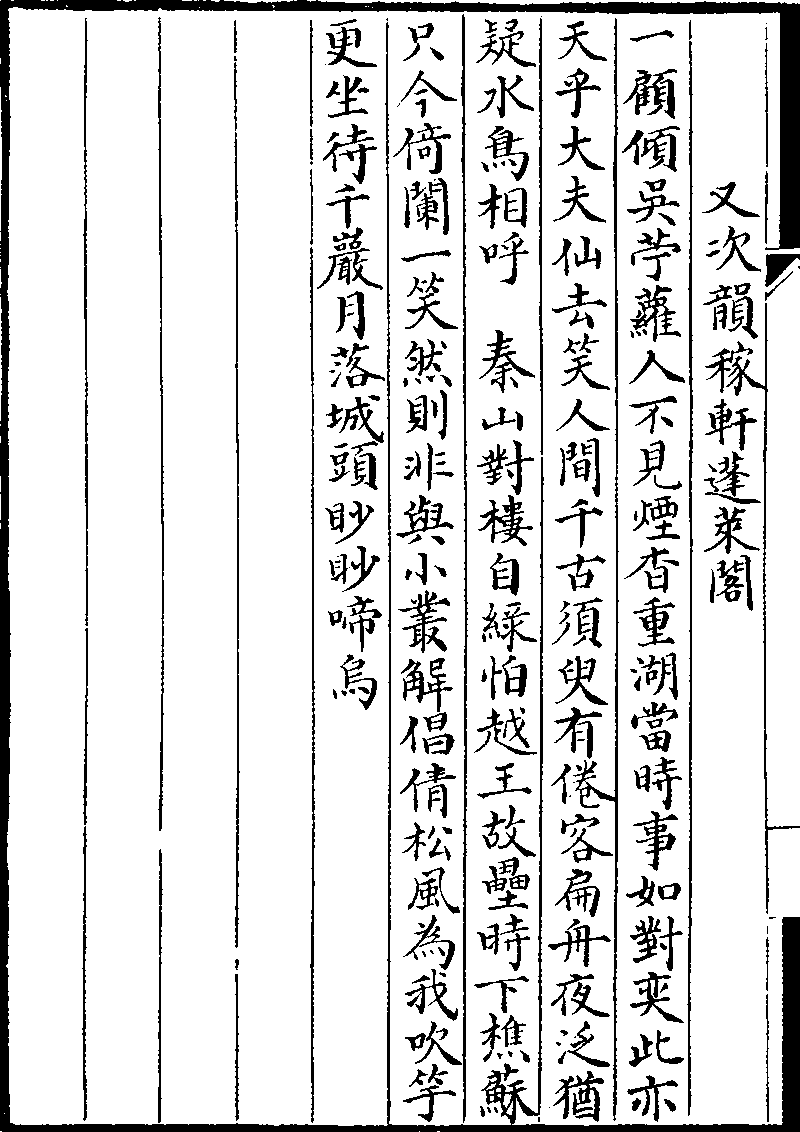 又次韻稼軒蓬萊閣
一顧傾吳苧蘿人不見煙杳重湖當時事如對奕此亦
天乎大夫仙去笑人間千古須臾有倦客扁舟夜泛猶
疑水鳥相呼　秦山對樓自綠怕越王故壘時下樵蘇
只今倚闌一笑然則非與小叢解倡倩松風為我吹竽
更坐待千巖月落城頭眇眇啼烏